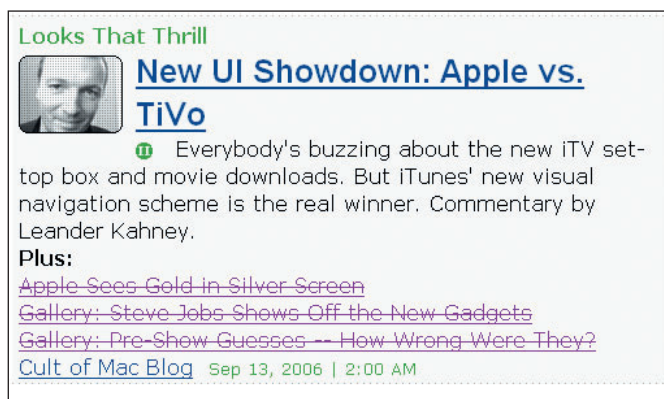 Looks That Thrill
New UI Showdown: Apple vs.
TiVo
Everybody's buzzing about the new iTV set-
top box and movie downloads. But iTunes' new visual
navigation scheme is the real winner. Commentary by
Leander Kahney.
Plus:
Apple Sees Gold in Silver Screen
Gallery: Steve Jobs Shows Off the New Gadgets
Gallery: Pre-Show Guesses -- How Wrong Were They?
Cult of Mac Blog Sep 13, 2006 | 2:00 AM